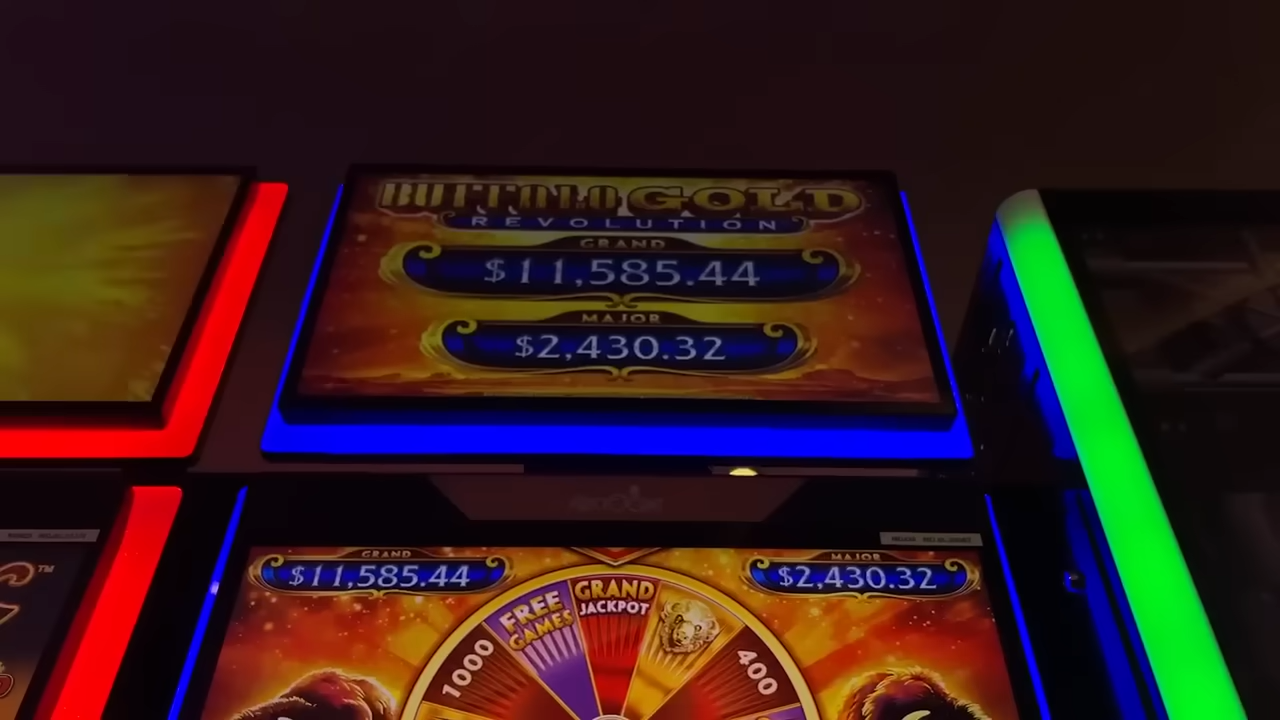 BUFFALO GOLD
REVOLUTION
GRAND
$11,585.44
MAJOR
$2,430.32
GRAND
$11,585.44
MAJOR
$2,430.32
FREE
GAMES
GRAND
JACKPOT
1000
400
TM